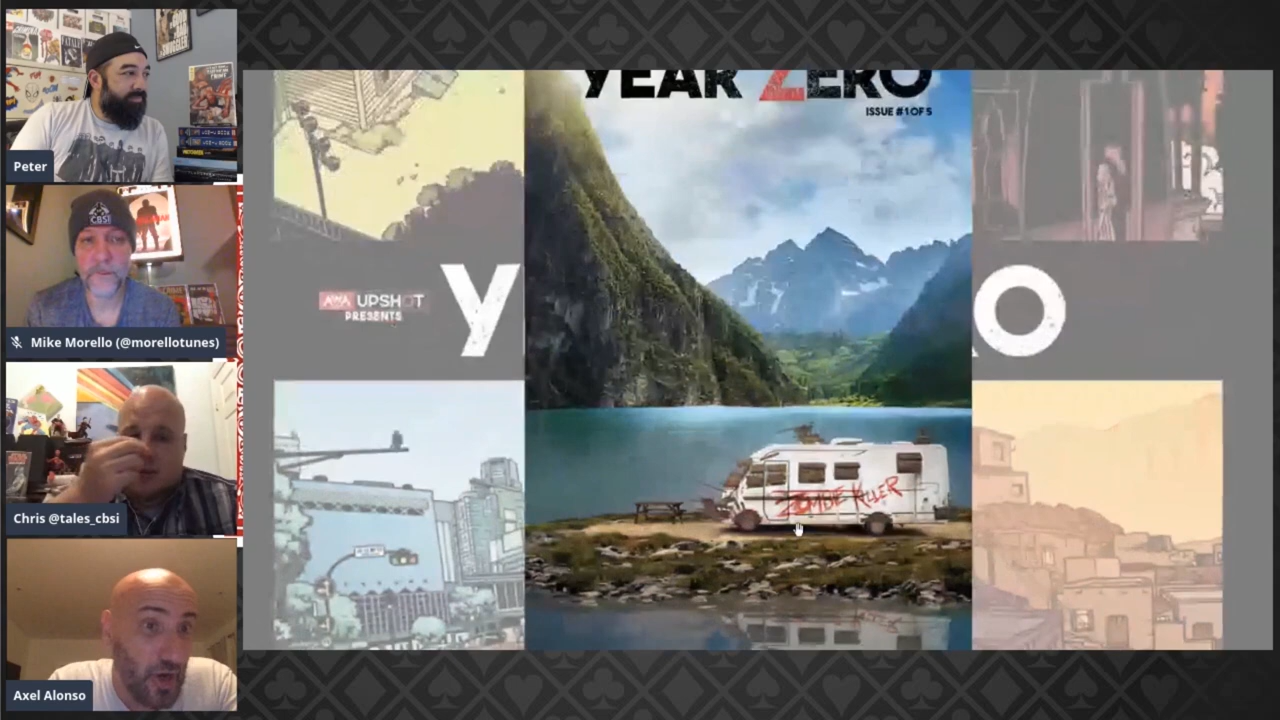 Peter
CBSI
Mike Morello (@morellotunes)
Chris @tales_cbsi
Axel Alonso
YEAR ZERO
ISSUE #1 OF 5
AWA UPSHOT
PRESENTS
Y
O
ZOMBIE KILLER